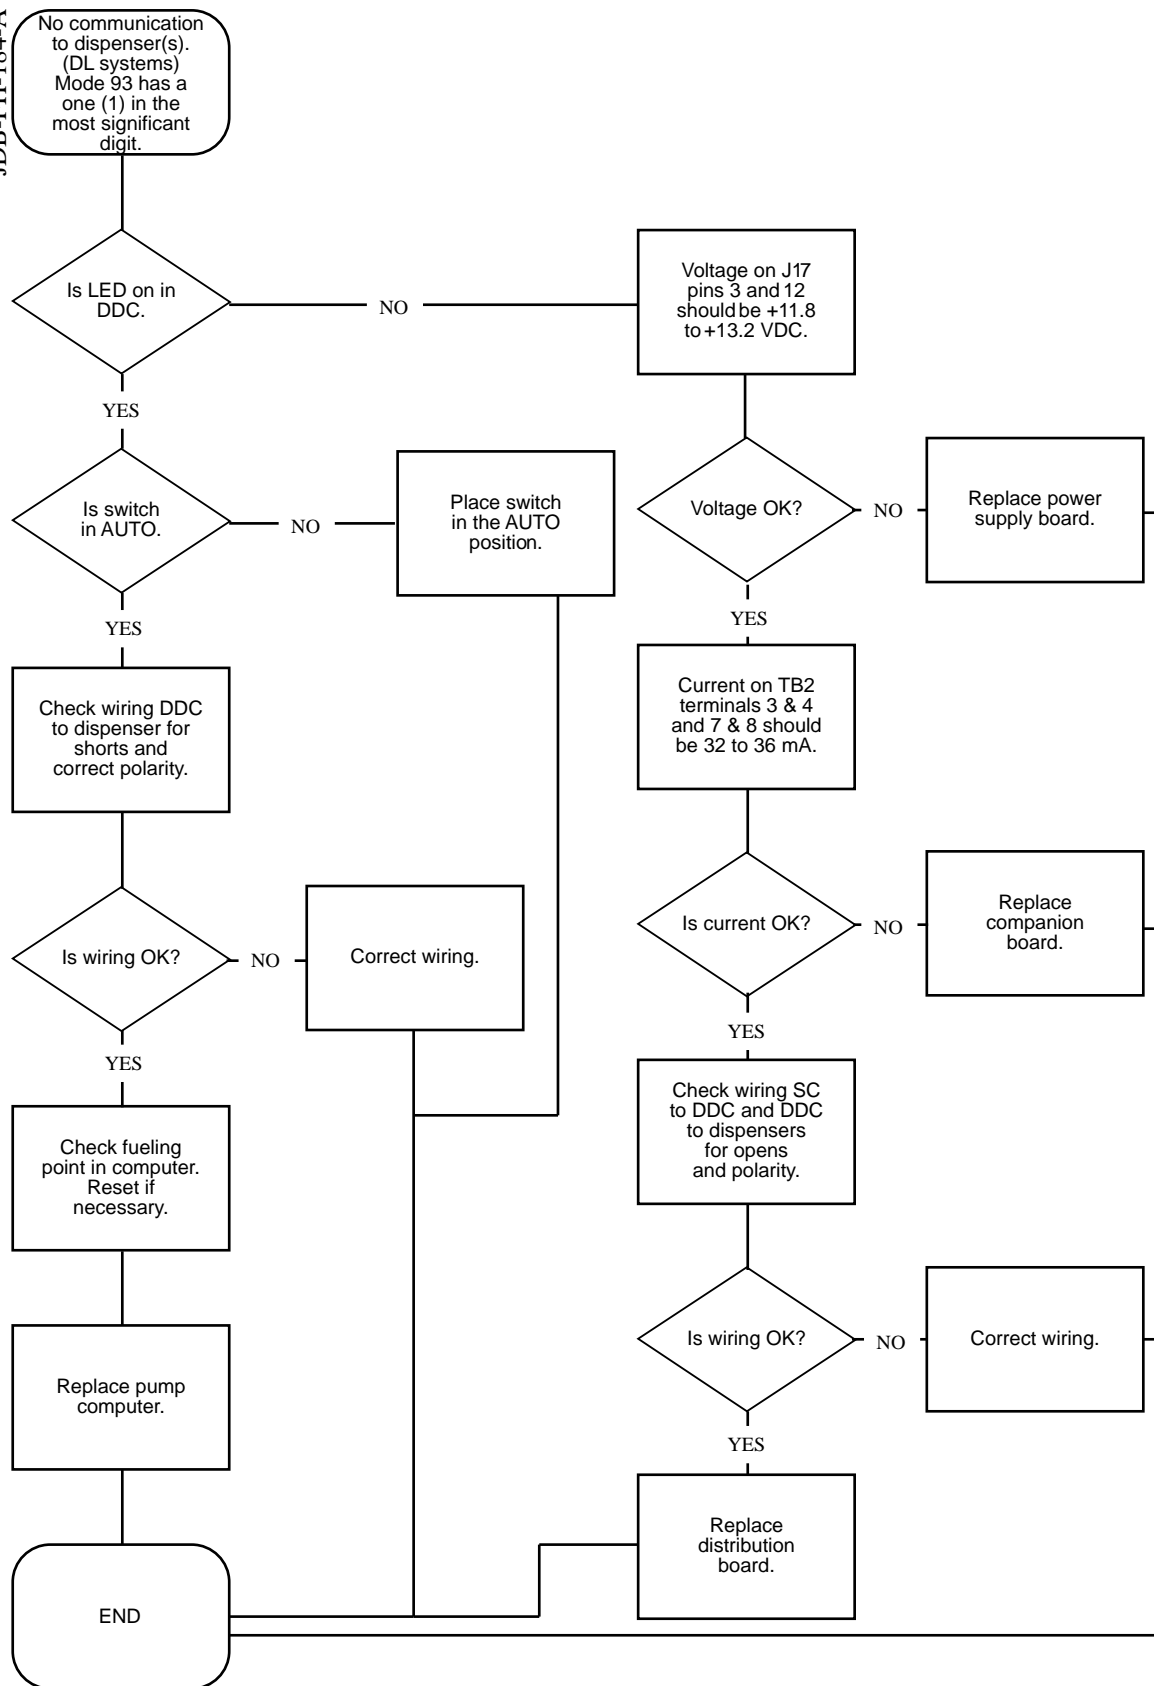 No communication
to dispenser(s).
(DL systems)
Mode 93 has a
one (1) in the
most significant
digit.
Is LED on in
DDC.
NO
Voltage on J17
pins 3 and 12
should be +11.8
to +13.2 VDC.
YES
Is switch
in AUTO.
NO
Place switch
in the AUTO
position.
Voltage OK?
NO
Replace power
supply board.
YES
YES
Check wiring DDC
to dispenser for
shorts and
correct polarity.
Current on TB2
terminals 3 & 4
and 7 & 8 should
be 32 to 36 mA.
Is wiring OK?
NO
Correct wiring.
Is current OK?
NO
Replace
companion
board.
YES
YES
Check fueling
point in computer.
Reset if
necessary.
Check wiring SC
to DDC and DDC
to dispensers
for opens
and polarity.
Replace pump
computer.
Is wiring OK?
NO
Correct wiring.
YES
Replace
distribution
board.
END